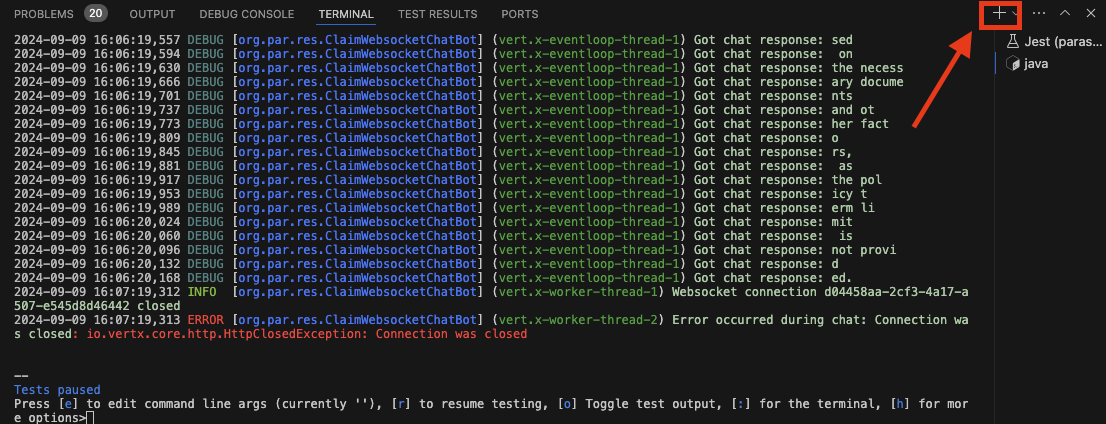 PROBLEMS 20 OUTPUT DEBUG CONSOLE TERMINAL TEST RESULTS PORTS
2024-09-09 16:06:19,557 DEBUG [org.par.res.ClaimWebsocketChatBot] (vert.x-eventloop-thread-1) Got chat response: sed
2024-09-09 16:06:19,594 DEBUG [org.par.res.ClaimWebsocketChatBot] (vert.x-eventloop-thread-1) Got chat response:  on
2024-09-09 16:06:19,630 DEBUG [org.par.res.ClaimWebsocketChatBot] (vert.x-eventloop-thread-1) Got chat response: the necess
2024-09-09 16:06:19,666 DEBUG [org.par.res.ClaimWebsocketChatBot] (vert.x-eventloop-thread-1) Got chat response: ary docume
2024-09-09 16:06:19,701 DEBUG [org.par.res.ClaimWebsocketChatBot] (vert.x-eventloop-thread-1) Got chat response: nts
2024-09-09 16:06:19,737 DEBUG [org.par.res.ClaimWebsocketChatBot] (vert.x-eventloop-thread-1) Got chat response: and ot
2024-09-09 16:06:19,773 DEBUG [org.par.res.ClaimWebsocketChatBot] (vert.x-eventloop-thread-1) Got chat response: her fact
2024-09-09 16:06:19,809 DEBUG [org.par.res.ClaimWebsocketChatBot] (vert.x-eventloop-thread-1) Got chat response: o
2024-09-09 16:06:19,845 DEBUG [org.par.res.ClaimWebsocketChatBot] (vert.x-eventloop-thread-1) Got chat response: rs,
2024-09-09 16:06:19,881 DEBUG [org.par.res.ClaimWebsocketChatBot] (vert.x-eventloop-thread-1) Got chat response:  as
2024-09-09 16:06:19,917 DEBUG [org.par.res.ClaimWebsocketChatBot] (vert.x-eventloop-thread-1) Got chat response: the pol
2024-09-09 16:06:19,953 DEBUG [org.par.res.ClaimWebsocketChatBot] (vert.x-eventloop-thread-1) Got chat response: icy t
2024-09-09 16:06:19,989 DEBUG [org.par.res.ClaimWebsocketChatBot] (vert.x-eventloop-thread-1) Got chat response: erm li
2024-09-09 16:06:20,024 DEBUG [org.par.res.ClaimWebsocketChatBot] (vert.x-eventloop-thread-1) Got chat response: mit
2024-09-09 16:06:20,060 DEBUG [org.par.res.ClaimWebsocketChatBot] (vert.x-eventloop-thread-1) Got chat response:  is
2024-09-09 16:06:20,096 DEBUG [org.par.res.ClaimWebsocketChatBot] (vert.x-eventloop-thread-1) Got chat response: not provi
2024-09-09 16:06:20,132 DEBUG [org.par.res.ClaimWebsocketChatBot] (vert.x-eventloop-thread-1) Got chat response: d
2024-09-09 16:06:20,168 DEBUG [org.par.res.ClaimWebsocketChatBot] (vert.x-eventloop-thread-1) Got chat response: ed.
2024-09-09 16:07:19,312 INFO  [org.par.res.ClaimWebsocketChatBot] (vert.x-worker-thread-1) Websocket connection d04458aa-2cf3-4a17-a
507-e545d8d46442 closed
2024-09-09 16:07:19,313 ERROR [org.par.res.ClaimWebsocketChatBot] (vert.x-worker-thread-2) Error occurred during chat: Connection wa
s closed: io.vertx.core.http.HttpClosedException: Connection was closed
--
Tests paused
Press [e] to edit command line args (currently ''), [r] to resume testing, [o] Toggle test output, [:] for the terminal, [h] for mor
e options>
Jest (paras...
java